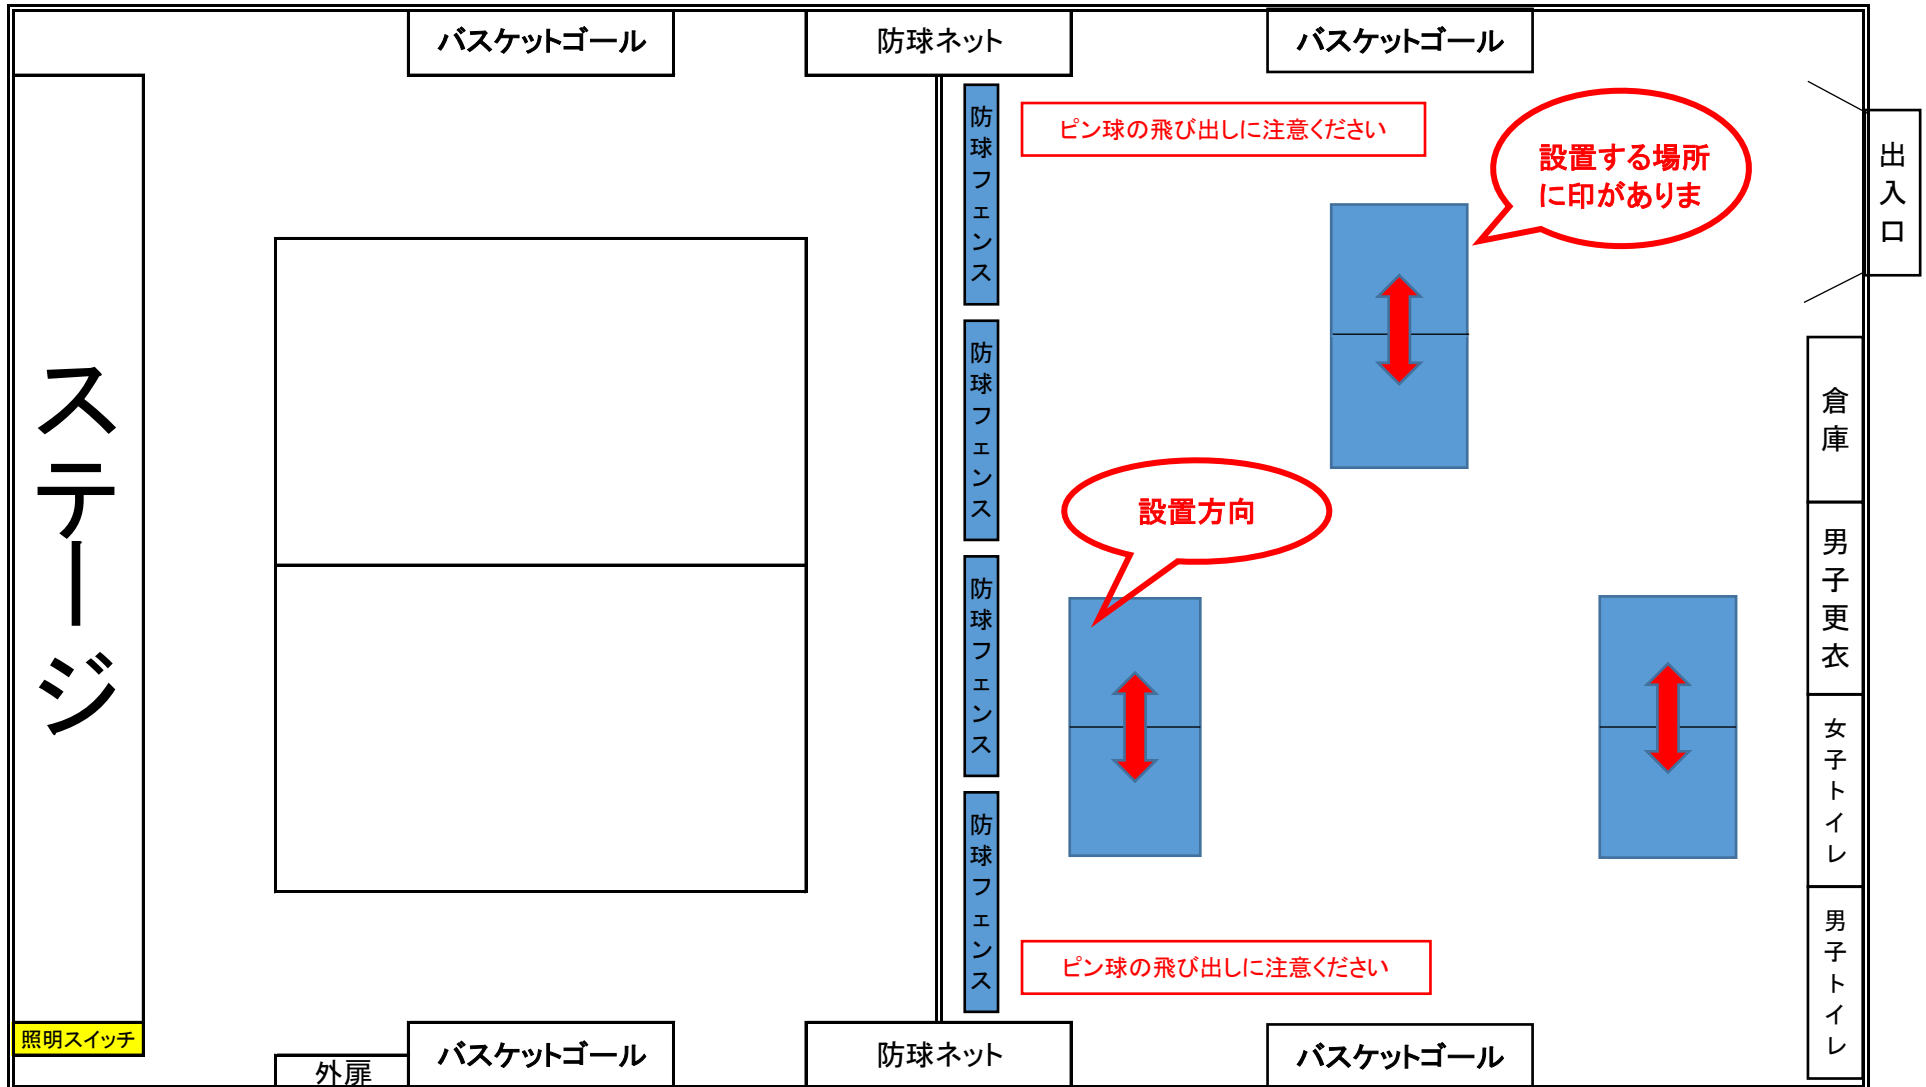 バスケットゴール
防球ネット
バスケットゴール
防球フェンス
ピン球の飛び出しに注意ください
設置する場所
に印がありま
出入口
防球フェンス
ステージ
倉庫
設置方向
男子更衣
防球フェンス
女子トイレ
防球フェンス
男子トイレ
ピン球の飛び出しに注意ください
照明スイッチ
外扉
バスケットゴール
防球ネット
バスケットゴール